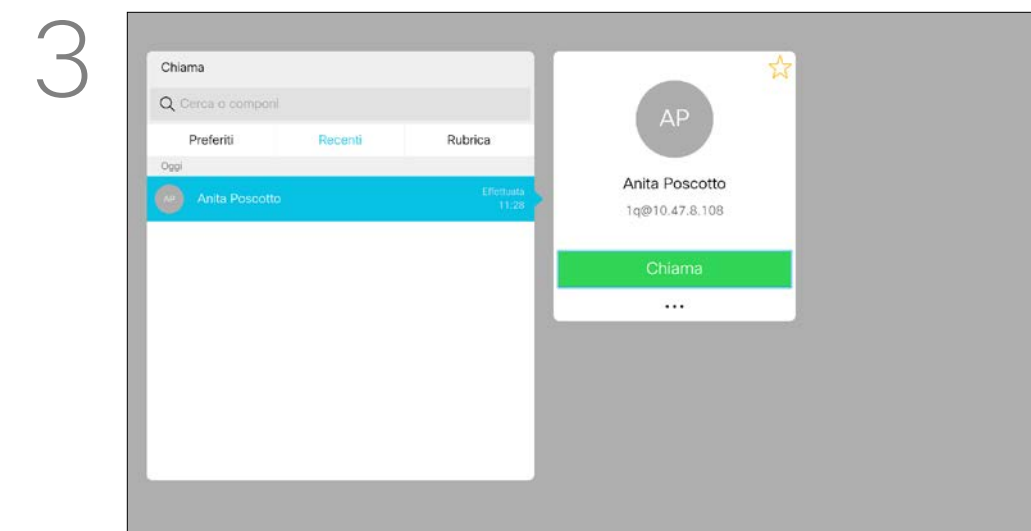 3
Chiama
Cerca o componi
Preferiti Recenti Rubrica
Oggi
AP Anita Poscotto Effettuata
11:28
AP
Anita Poscotto
1q@10.47.8.108
Chiama
...